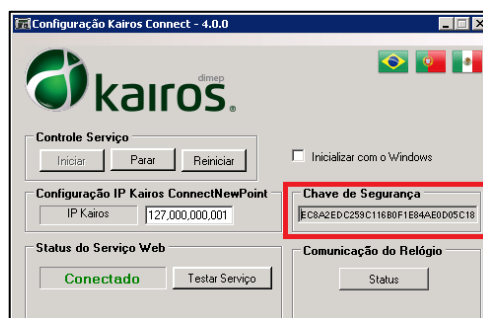 Configuração Kairos Connect - 4.0.0
dimep
kairos.
Controle Serviço
Iniciar Parar Reiniciar
Inicializar com o Windows
Configuração IP Kairos ConnectNewPoint
IP Kairos 127,000,000,001
Chave de Segurança
EC8A2EDC259C116B0F1E84AE0D05C18
Status do Serviço Web
Conectado Testar Serviço
Comunicação do Relógio
Status